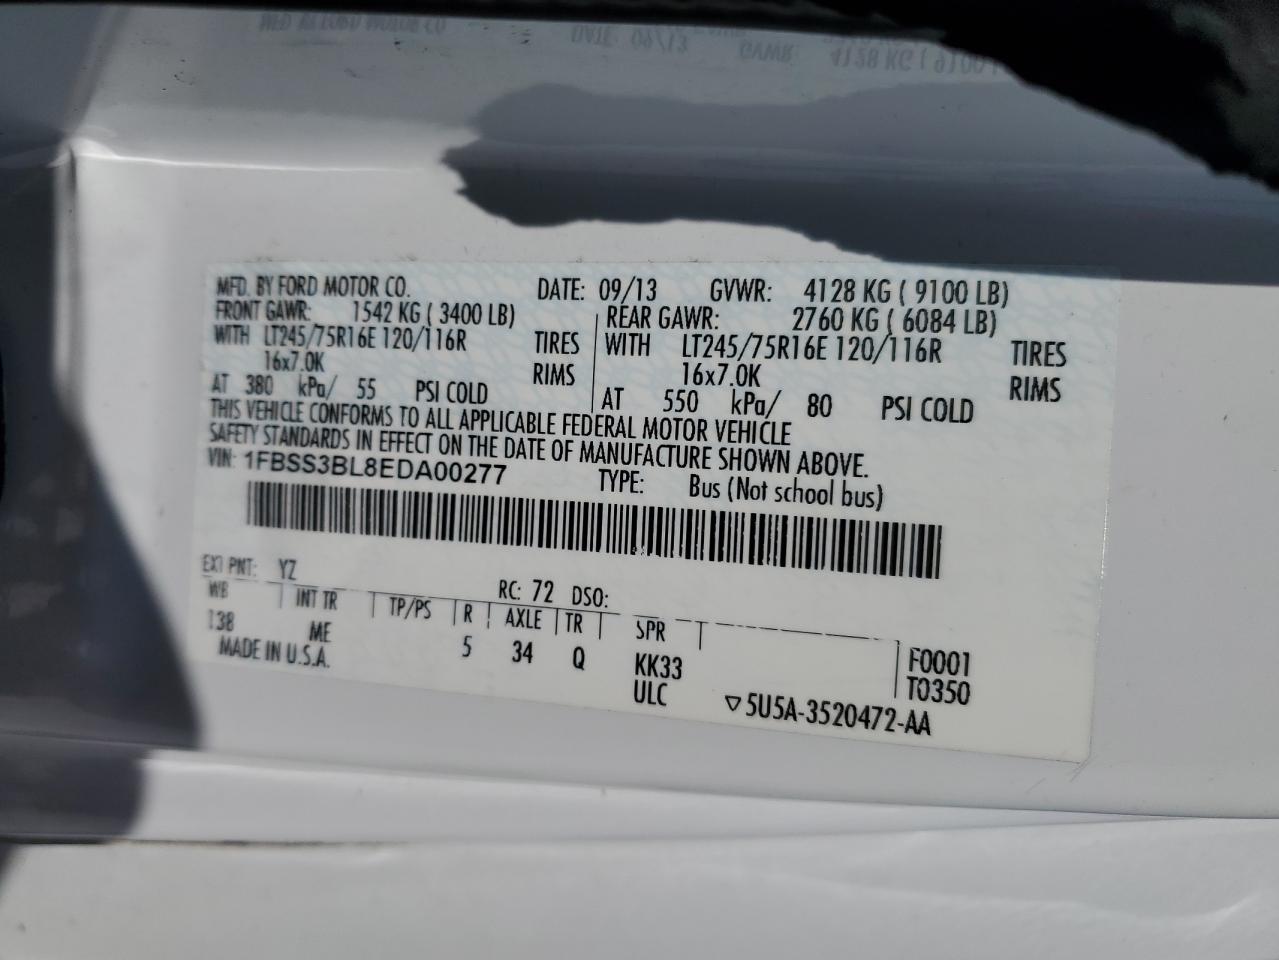 MFD. BY FORD MOTOR CO. DATE: 09/13 GVWR: 4128 KG ( 9100 LB)
FRONT GAWR: 1542 KG ( 3400 LB) REAR GAWR: 2760 KG ( 6084 LB)
WITH LT245/75R16E 120/116R TIRES WITH LT245/75R16E 120/116R TIRES
16x7.0K RIMS 16x7.0K RIMS
AT 380 kPa/ 55 PSI COLD AT 550 kPa/ 80 PSI COLD
THIS VEHICLE CONFORMS TO ALL APPLICABLE FEDERAL MOTOR VEHICLE
SAFETY STANDARDS IN EFFECT ON THE DATE OF MANUFACTURE SHOWN ABOVE.
VIN: 1FBSS3BL8EDA00277 TYPE: Bus (Not school bus)
EXT PNT: YZ RC: 72 DSO:
WB INT TR TP/PS R AXLE TR SPR
138 ME 5 34 Q KK33 F0001
MADE IN U.S.A. ULC T0350
▽5U5A-3520472-AA